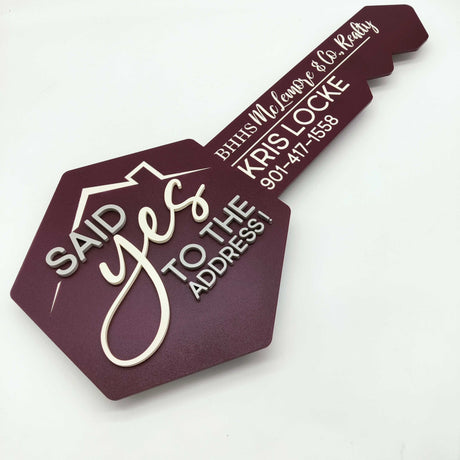 SAID
yes
TO THE
ADDRESS!
BHHS McLemore & Co., Realty
KRIS LOCKE
901-417-1558